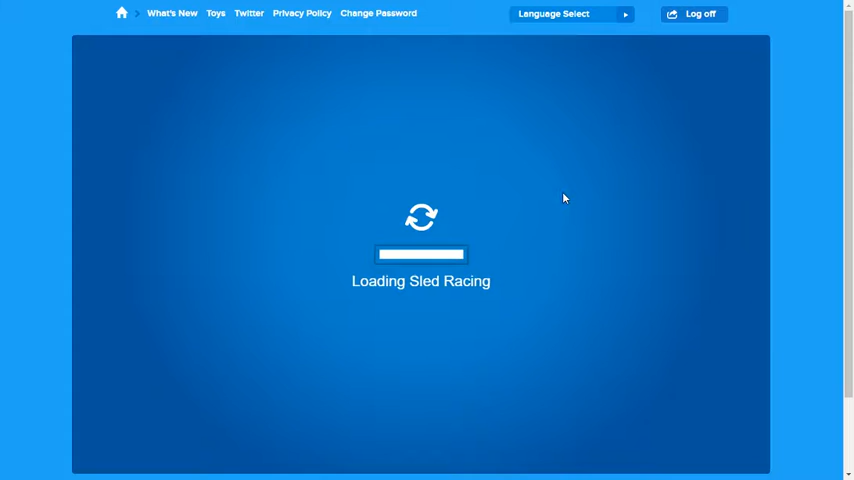 What's New Toys Twitter Privacy Policy Change Password Language Select Log off
Loading Sled Racing